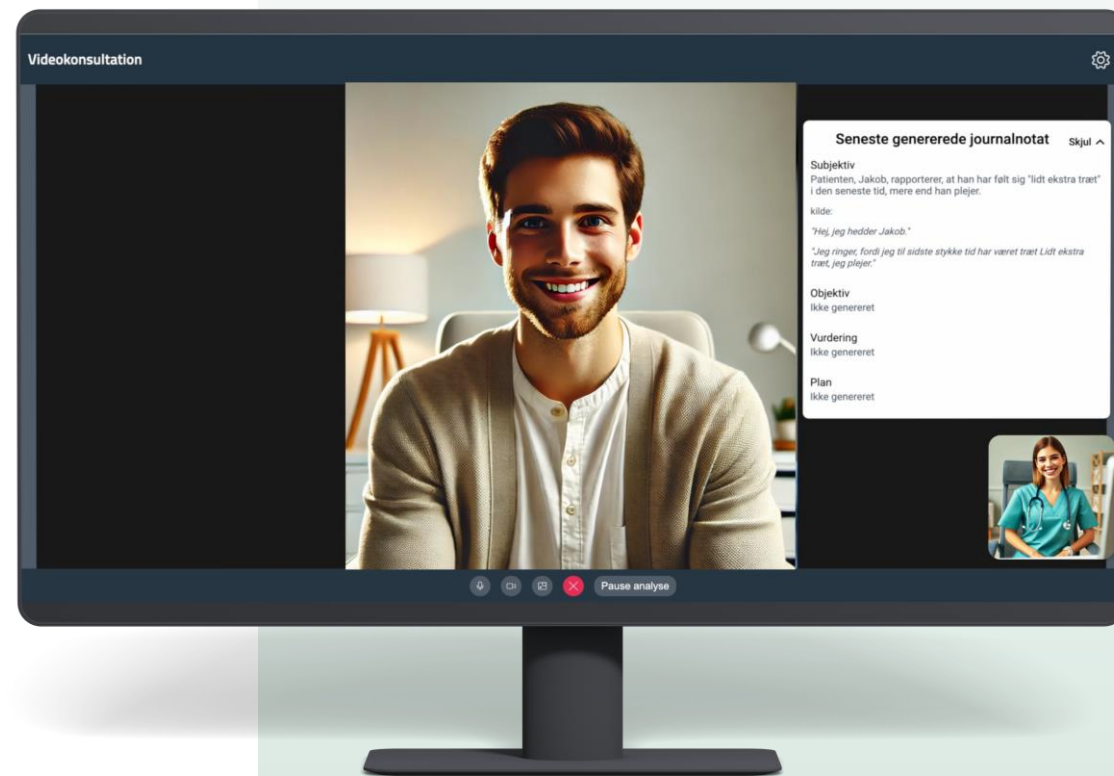 Videokonsultation
Seneste genererede journalnotat
Skjul
Subjektiv
Patienten, Jakob, rapporterer, at han har følt sig "lidt ekstra træt"
i den seneste tid, mere end han plejer.
kilde:
"Hej, jeg hedder Jakob."
"Jeg ringer, fordi jeg til sidste stykke tid har været træt Lidt ekstra
træt, jeg plejer."
Objektiv
Ikke genereret
Vurdering
Ikke genereret
Plan
Ikke genereret
Pause analyse